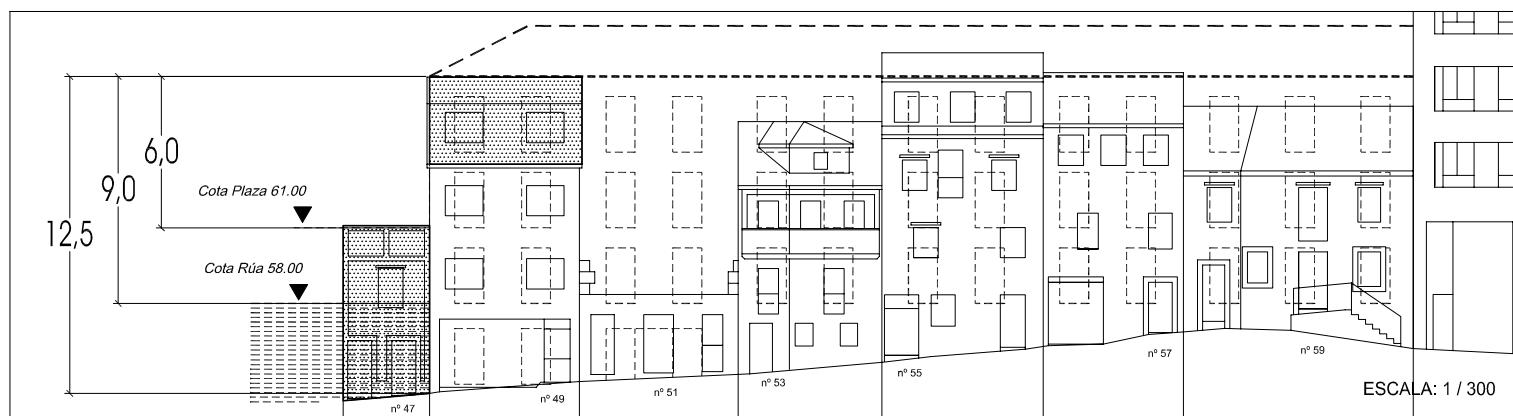 6,0
9,0
12,5
Cota Plaza 61.00
Cota Rúa 58.00
nº 47
nº 49
nº 51
nº 53
nº 55
nº 57
nº 59
ESCALA: 1 / 300